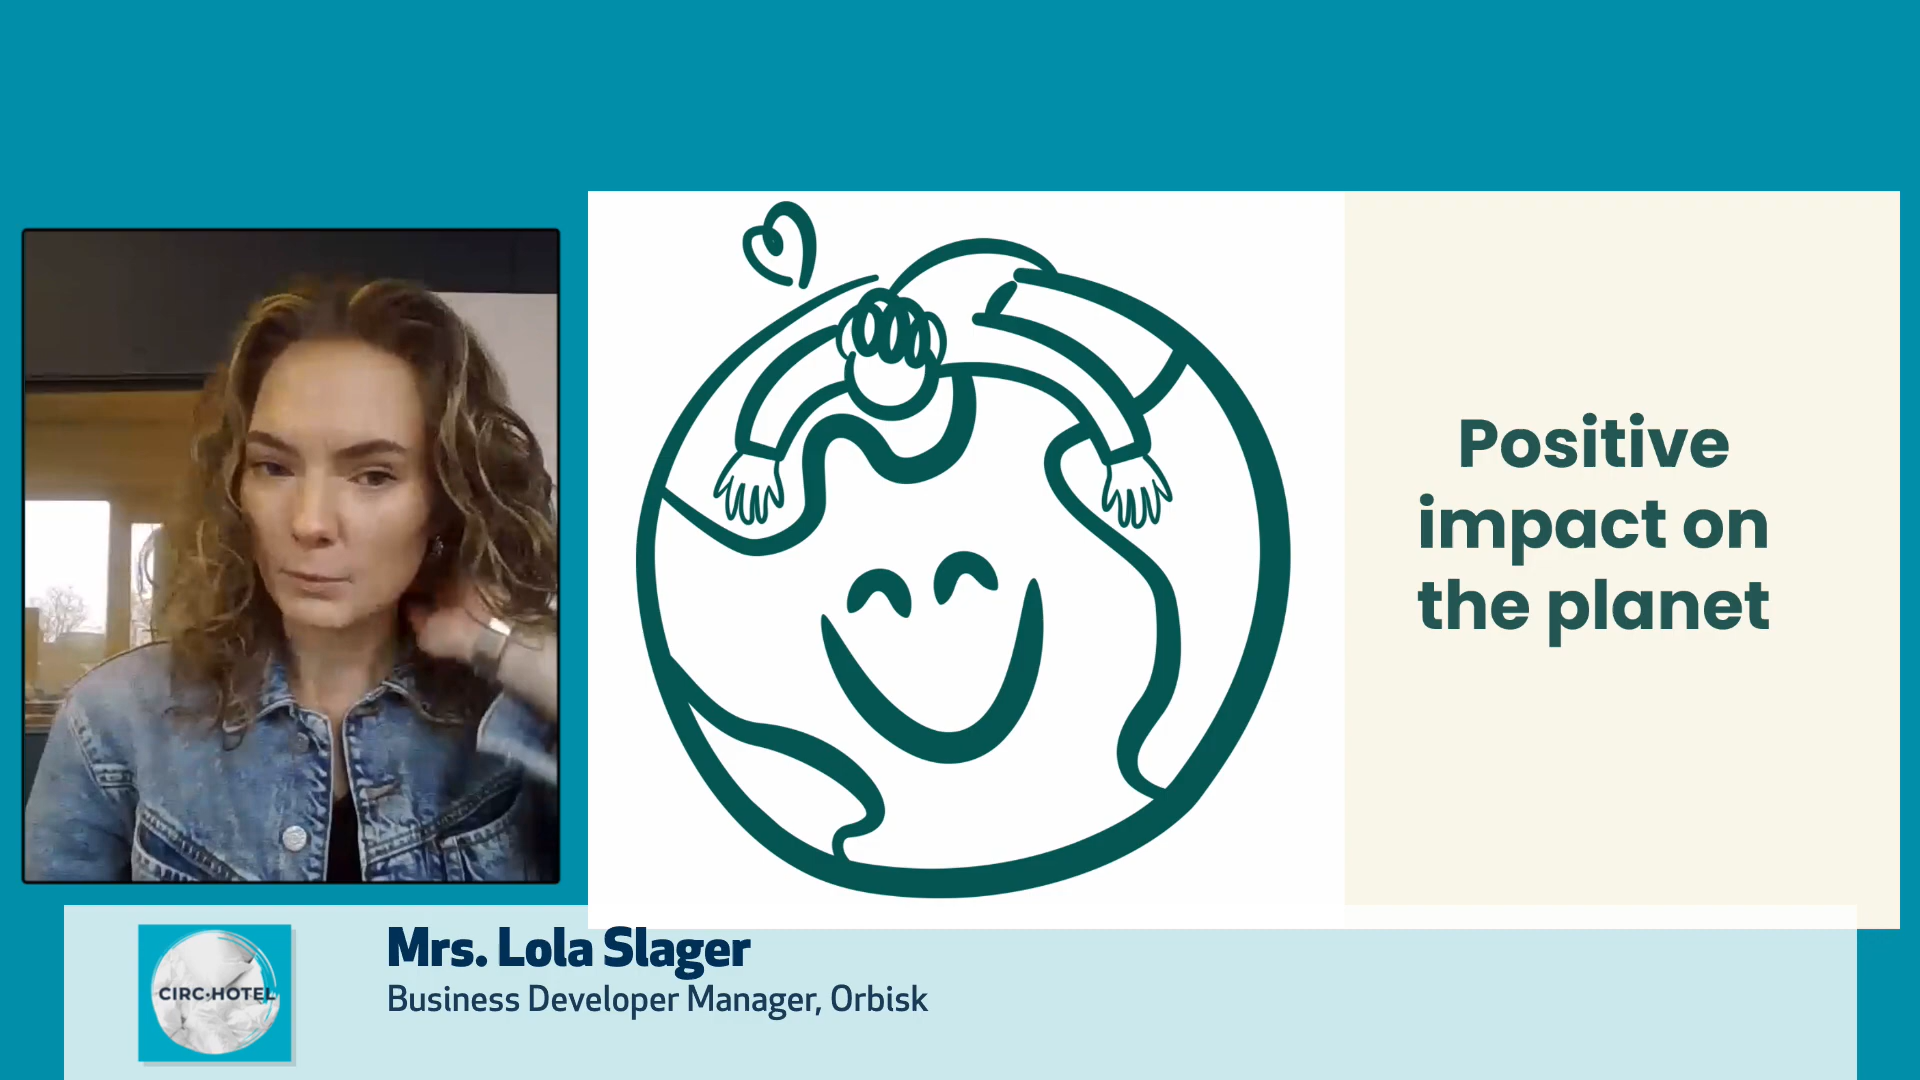 Positive
impact on
the planet
Mrs. Lola Slager
Business Developer Manager, Orbisk
CIRC•HOTEL